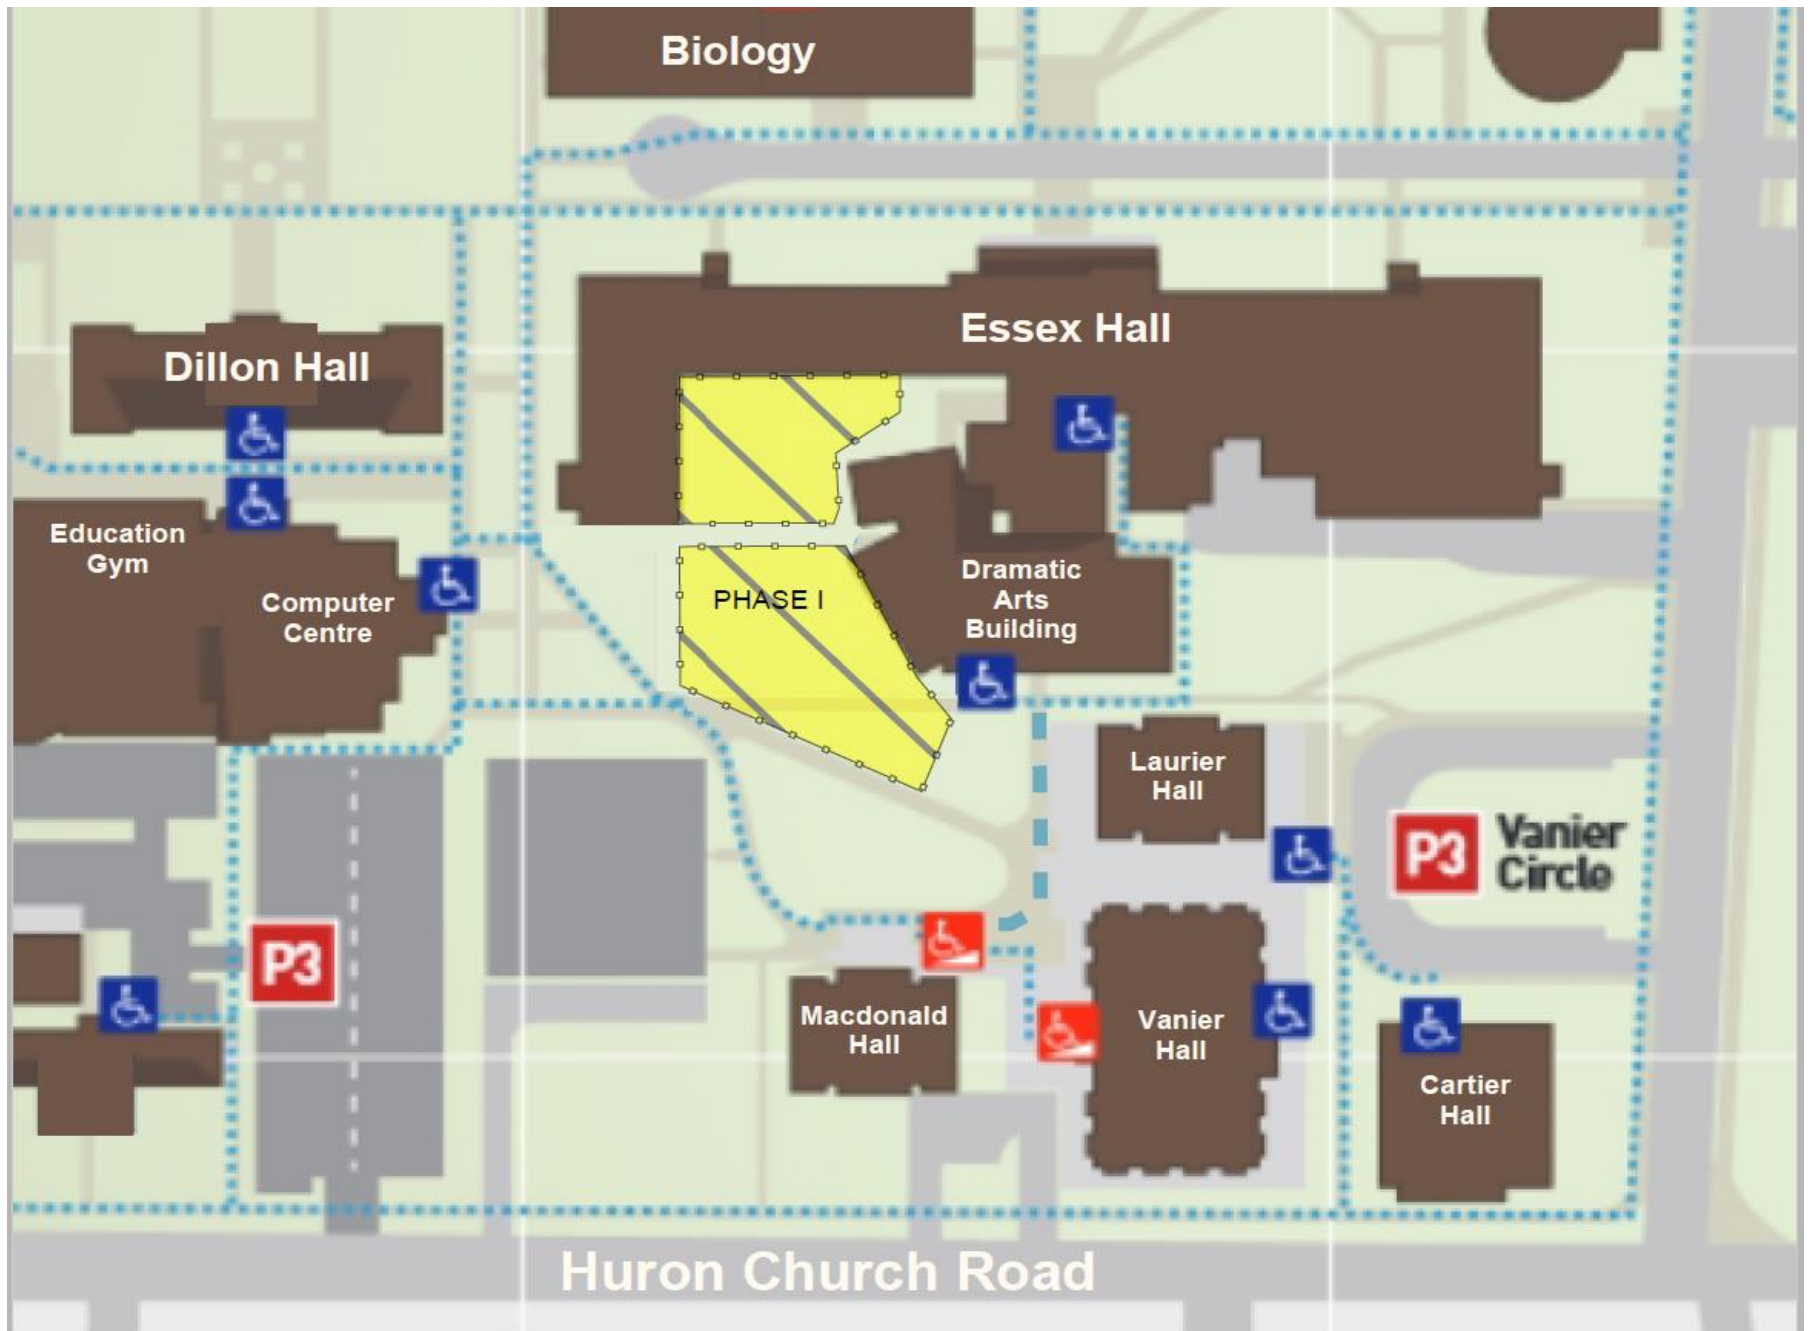 Biology
Essex Hall
Dillon Hall
Education
Gym
Computer
Centre
PHASE I
Dramatic
Arts
Building
Laurier
Hall
P3
Vanier
Circle
P3
Macdonald
Hall
Vanier
Hall
Cartier
Hall
Huron Church Road